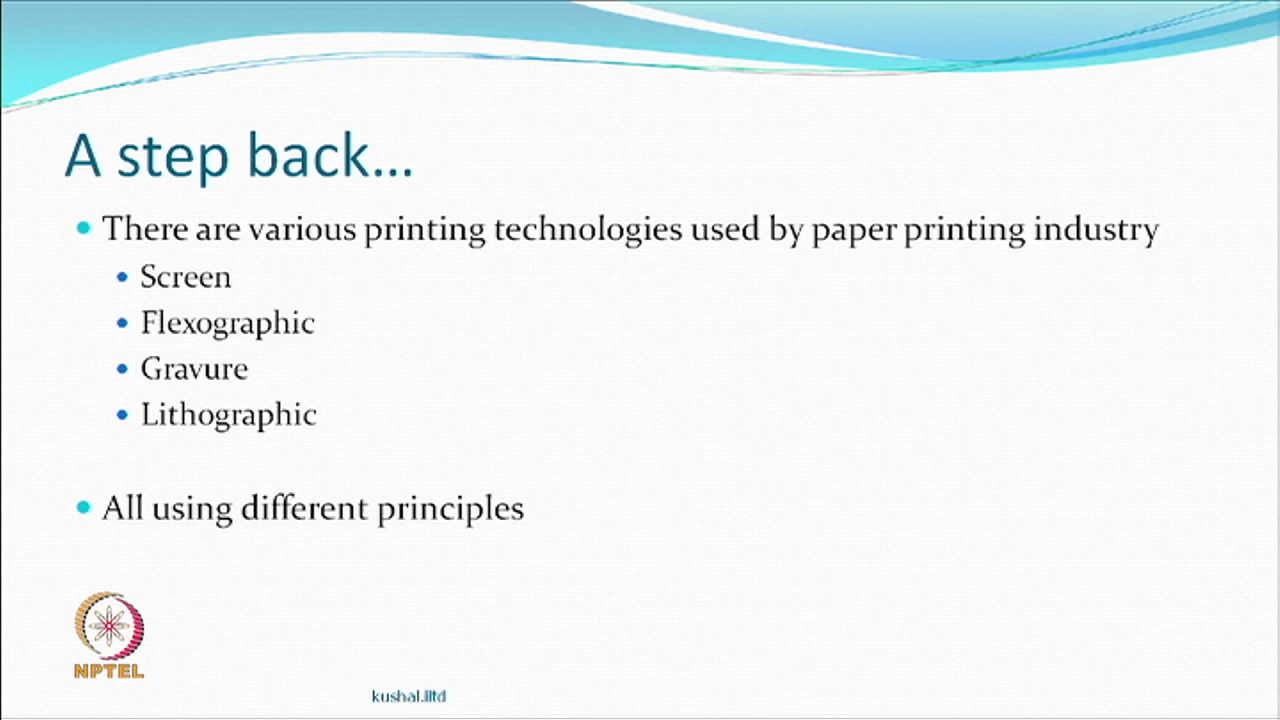 A step back...
There are various printing technologies used by paper printing industry
Screen
Flexographic
Gravure
Lithographic
All using different principles
NPTEL
kushal.iitd